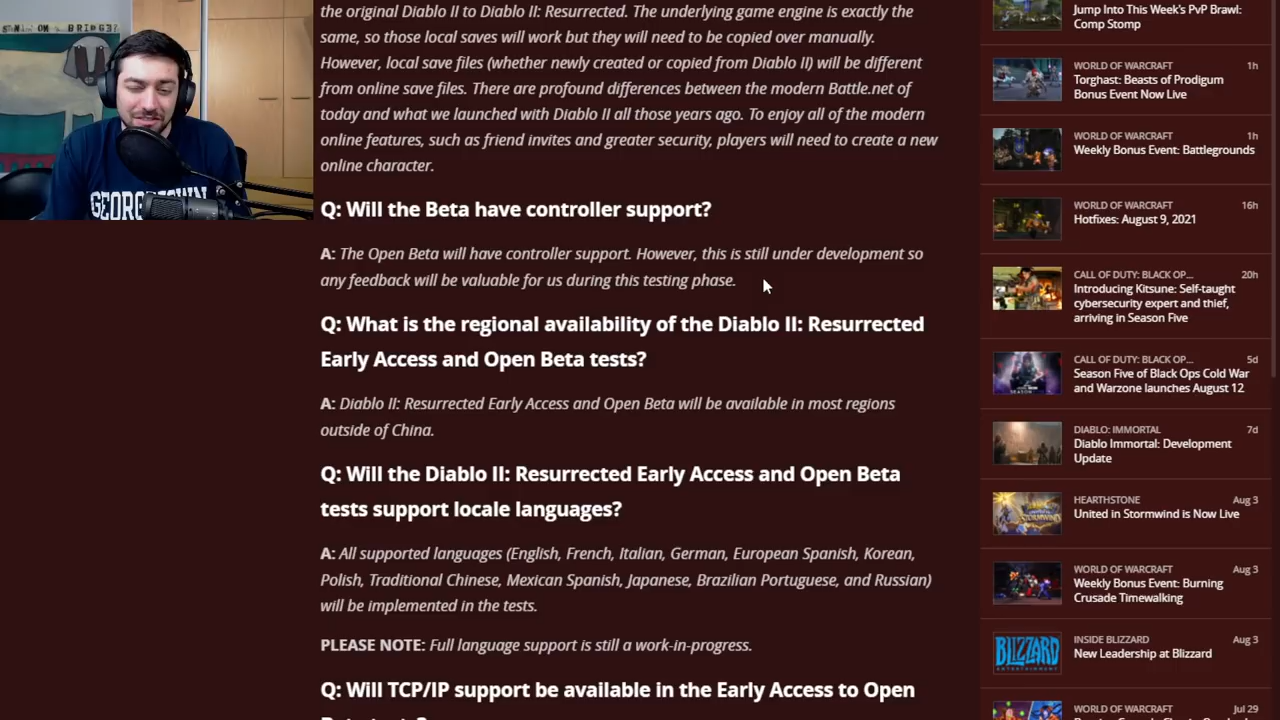 S N ON BRIDGE?
GEORGETOWN
the original Diablo II to Diablo II: Resurrected. The underlying game engine is exactly the
same, so those local saves will work but they will need to be copied over manually.
However, local save files (whether newly created or copied from Diablo II) will be different
from online save files. There are profound differences between the modern Battle.net of
today and what we launched with Diablo II all those years ago. To enjoy all of the modern
online features, such as friend invites and greater security, players will need to create a new
online character.
Q: Will the Beta have controller support?
A: The Open Beta will have controller support. However, this is still under development so
any feedback will be valuable for us during this testing phase.
Q: What is the regional availability of the Diablo II: Resurrected
Early Access and Open Beta tests?
A: Diablo II: Resurrected Early Access and Open Beta will be available in most regions
outside of China.
Q: Will the Diablo II: Resurrected Early Access and Open Beta
tests support locale languages?
A: All supported languages (English, French, Italian, German, European Spanish, Korean,
Polish, Traditional Chinese, Mexican Spanish, Japanese, Brazilian Portuguese, and Russian)
will be implemented in the tests.
PLEASE NOTE: Full language support is still a work-in-progress.
Q: Will TCP/IP support be available in the Early Access to Open
Jump Into This Week's PvP Brawl:
Comp Stomp
WORLD OF WARCRAFT 1h
Torghast: Beasts of Prodigum
Bonus Event Now Live
WORLD OF WARCRAFT 1h
Weekly Bonus Event: Battlegrounds
WORLD OF WARCRAFT 16h
Hotfixes: August 9, 2021
CALL OF DUTY: BLACK OP... 20h
Introducing Kitsune: Self-taught
cybersecurity expert and thief,
arriving in Season Five
CALL OF DUTY: BLACK OP... 5d
Season Five of Black Ops Cold War
and Warzone launches August 12
DIABLO: IMMORTAL 7d
Diablo Immortal: Development
Update
HEARTHSTONE Aug 3
United in Stormwind is Now Live
WORLD OF WARCRAFT Aug 3
Weekly Bonus Event: Burning
Crusade Timewalking
BLIZZARD
INSIDE BLIZZARD Aug 3
New Leadership at Blizzard
WORLD OF WARCRAFT Jul 29